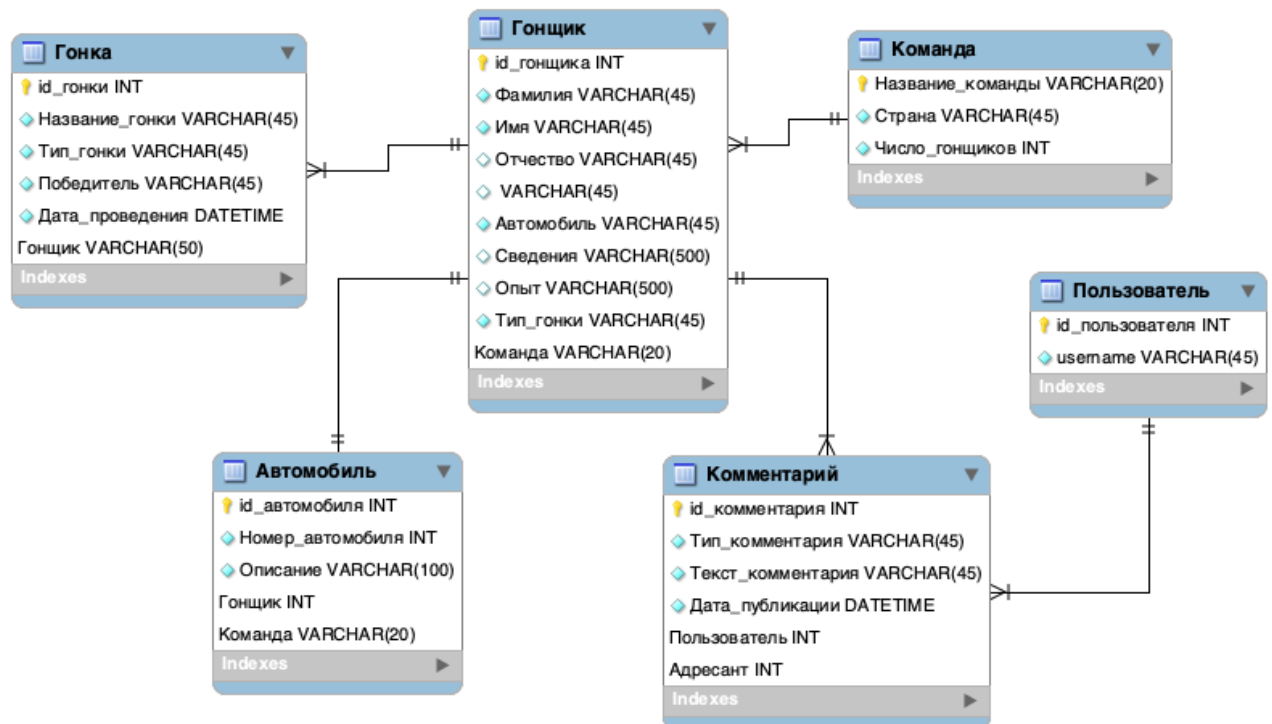 Гонка
id_гонки INT
Название_гонки VARCHAR(45)
Тип_гонки VARCHAR(45)
Победитель VARCHAR(45)
Дата_проведения DATETIME
Гонщик VARCHAR(50)
Indexes
Гонщик
id_гонщика INT
Фамилия VARCHAR(45)
Имя VARCHAR(45)
Отчество VARCHAR(45)
VARCHAR(45)
Автомобиль VARCHAR(45)
Сведения VARCHAR(500)
Опыт VARCHAR(500)
Тип_гонки VARCHAR(45)
Команда VARCHAR(20)
Indexes
Команда
Название_команды VARCHAR(20)
Страна VARCHAR(45)
Число_гонщиков INT
Indexes
Пользователь
id_пользователя INT
username VARCHAR(45)
Indexes
Автомобиль
id_автомобиля INT
Номер_автомобиля INT
Описание VARCHAR(100)
Гонщик INT
Команда VARCHAR(20)
Indexes
Комментарий
id_комментария INT
Тип_комментария VARCHAR(45)
Текст_комментария VARCHAR(45)
Дата_публикации DATETIME
Пользователь INT
Адресант INT
Indexes